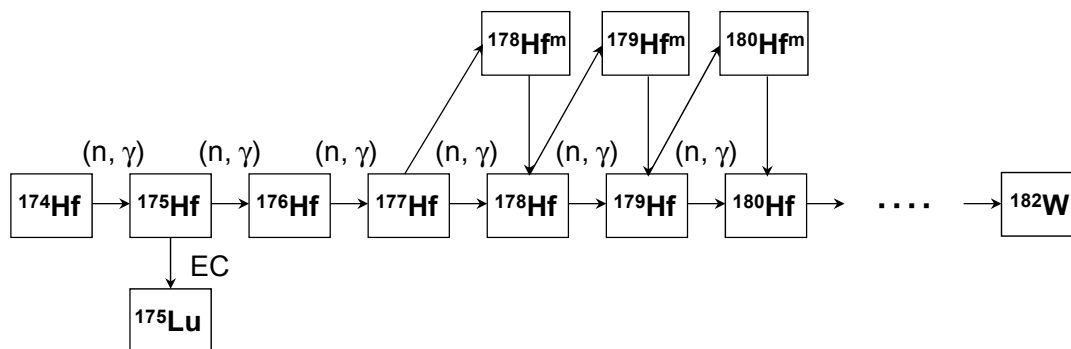 ¹⁷⁸Hfᵐ ¹⁷⁹Hfᵐ ¹⁸⁰Hfᵐ
(n, γ) (n, γ) (n, γ) (n, γ) (n, γ) (n, γ)
¹⁷⁴Hf ¹⁷⁵Hf ¹⁷⁶Hf ¹⁷⁷Hf ¹⁷⁸Hf ¹⁷⁹Hf ¹⁸⁰Hf .... ¹⁸²W
EC
¹⁷⁵Lu